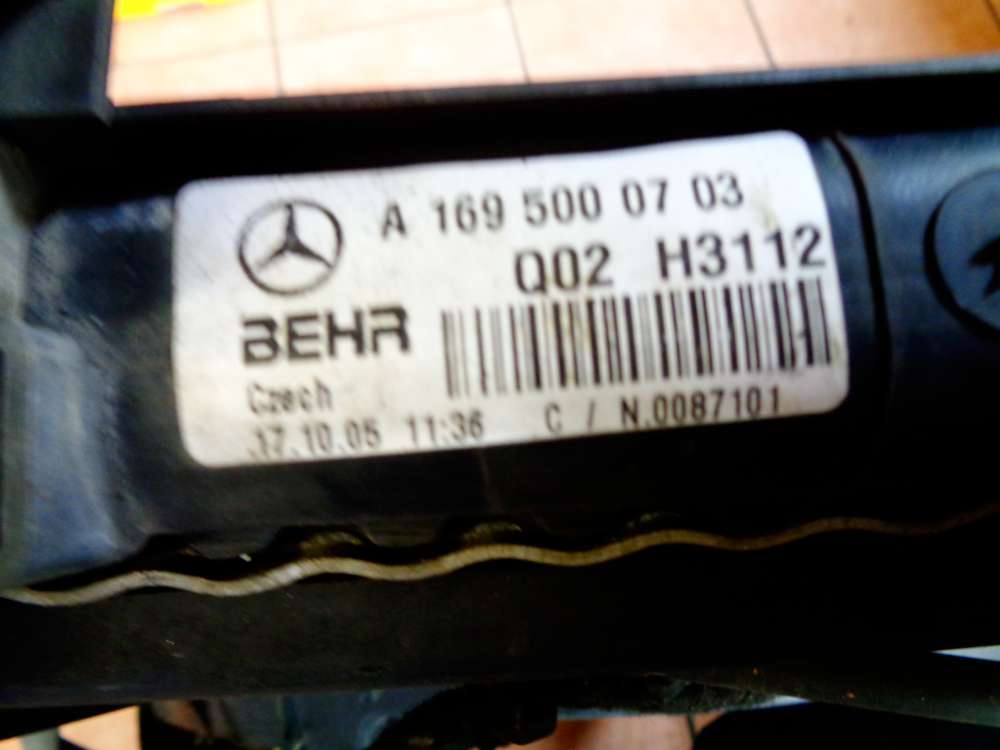 A 169 500 07 03
Q02 H3112
BEHR
Czech
17.10.05 11:36 C / N.0087101